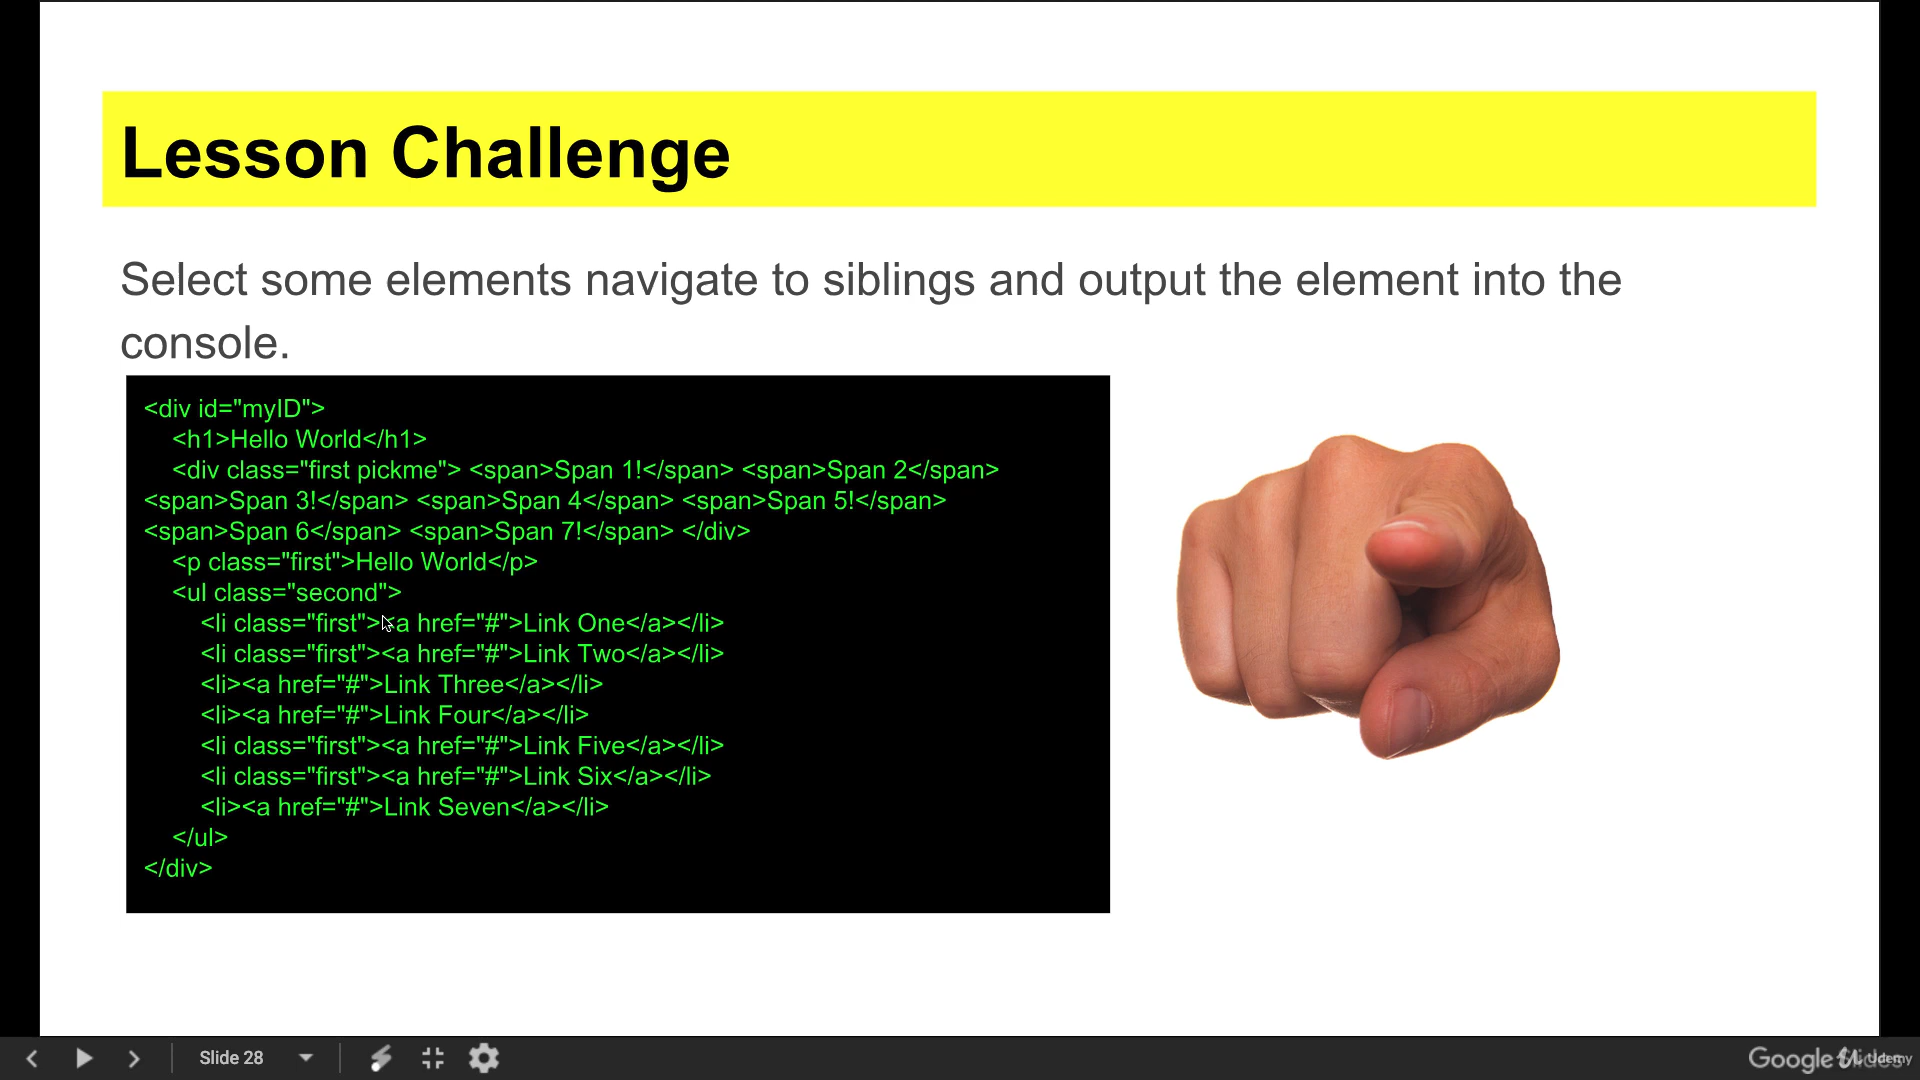 Lesson Challenge
Select some elements navigate to siblings and output the element into the
console.
<div id="myID">
<h1>Hello World</h1>
<div class="first pickme"> <span>Span 1!</span> <span>Span 2</span>
<span>Span 3!</span> <span>Span 4</span> <span>Span 5!</span>
<span>Span 6</span> <span>Span 7!</span> </div>
<p class="first">Hello World</p>
<ul class="second">
<li class="first"><a href="#">Link One</a></li>
<li class="first"><a href="#">Link Two</a></li>
<li><a href="#">Link Three</a></li>
<li><a href="#">Link Four</a></li>
<li class="first"><a href="#">Link Five</a></li>
<li class="first"><a href="#">Link Six</a></li>
<li><a href="#">Link Seven</a></li>
</ul>
</div>
Slide 28
Google Slides
Udemy